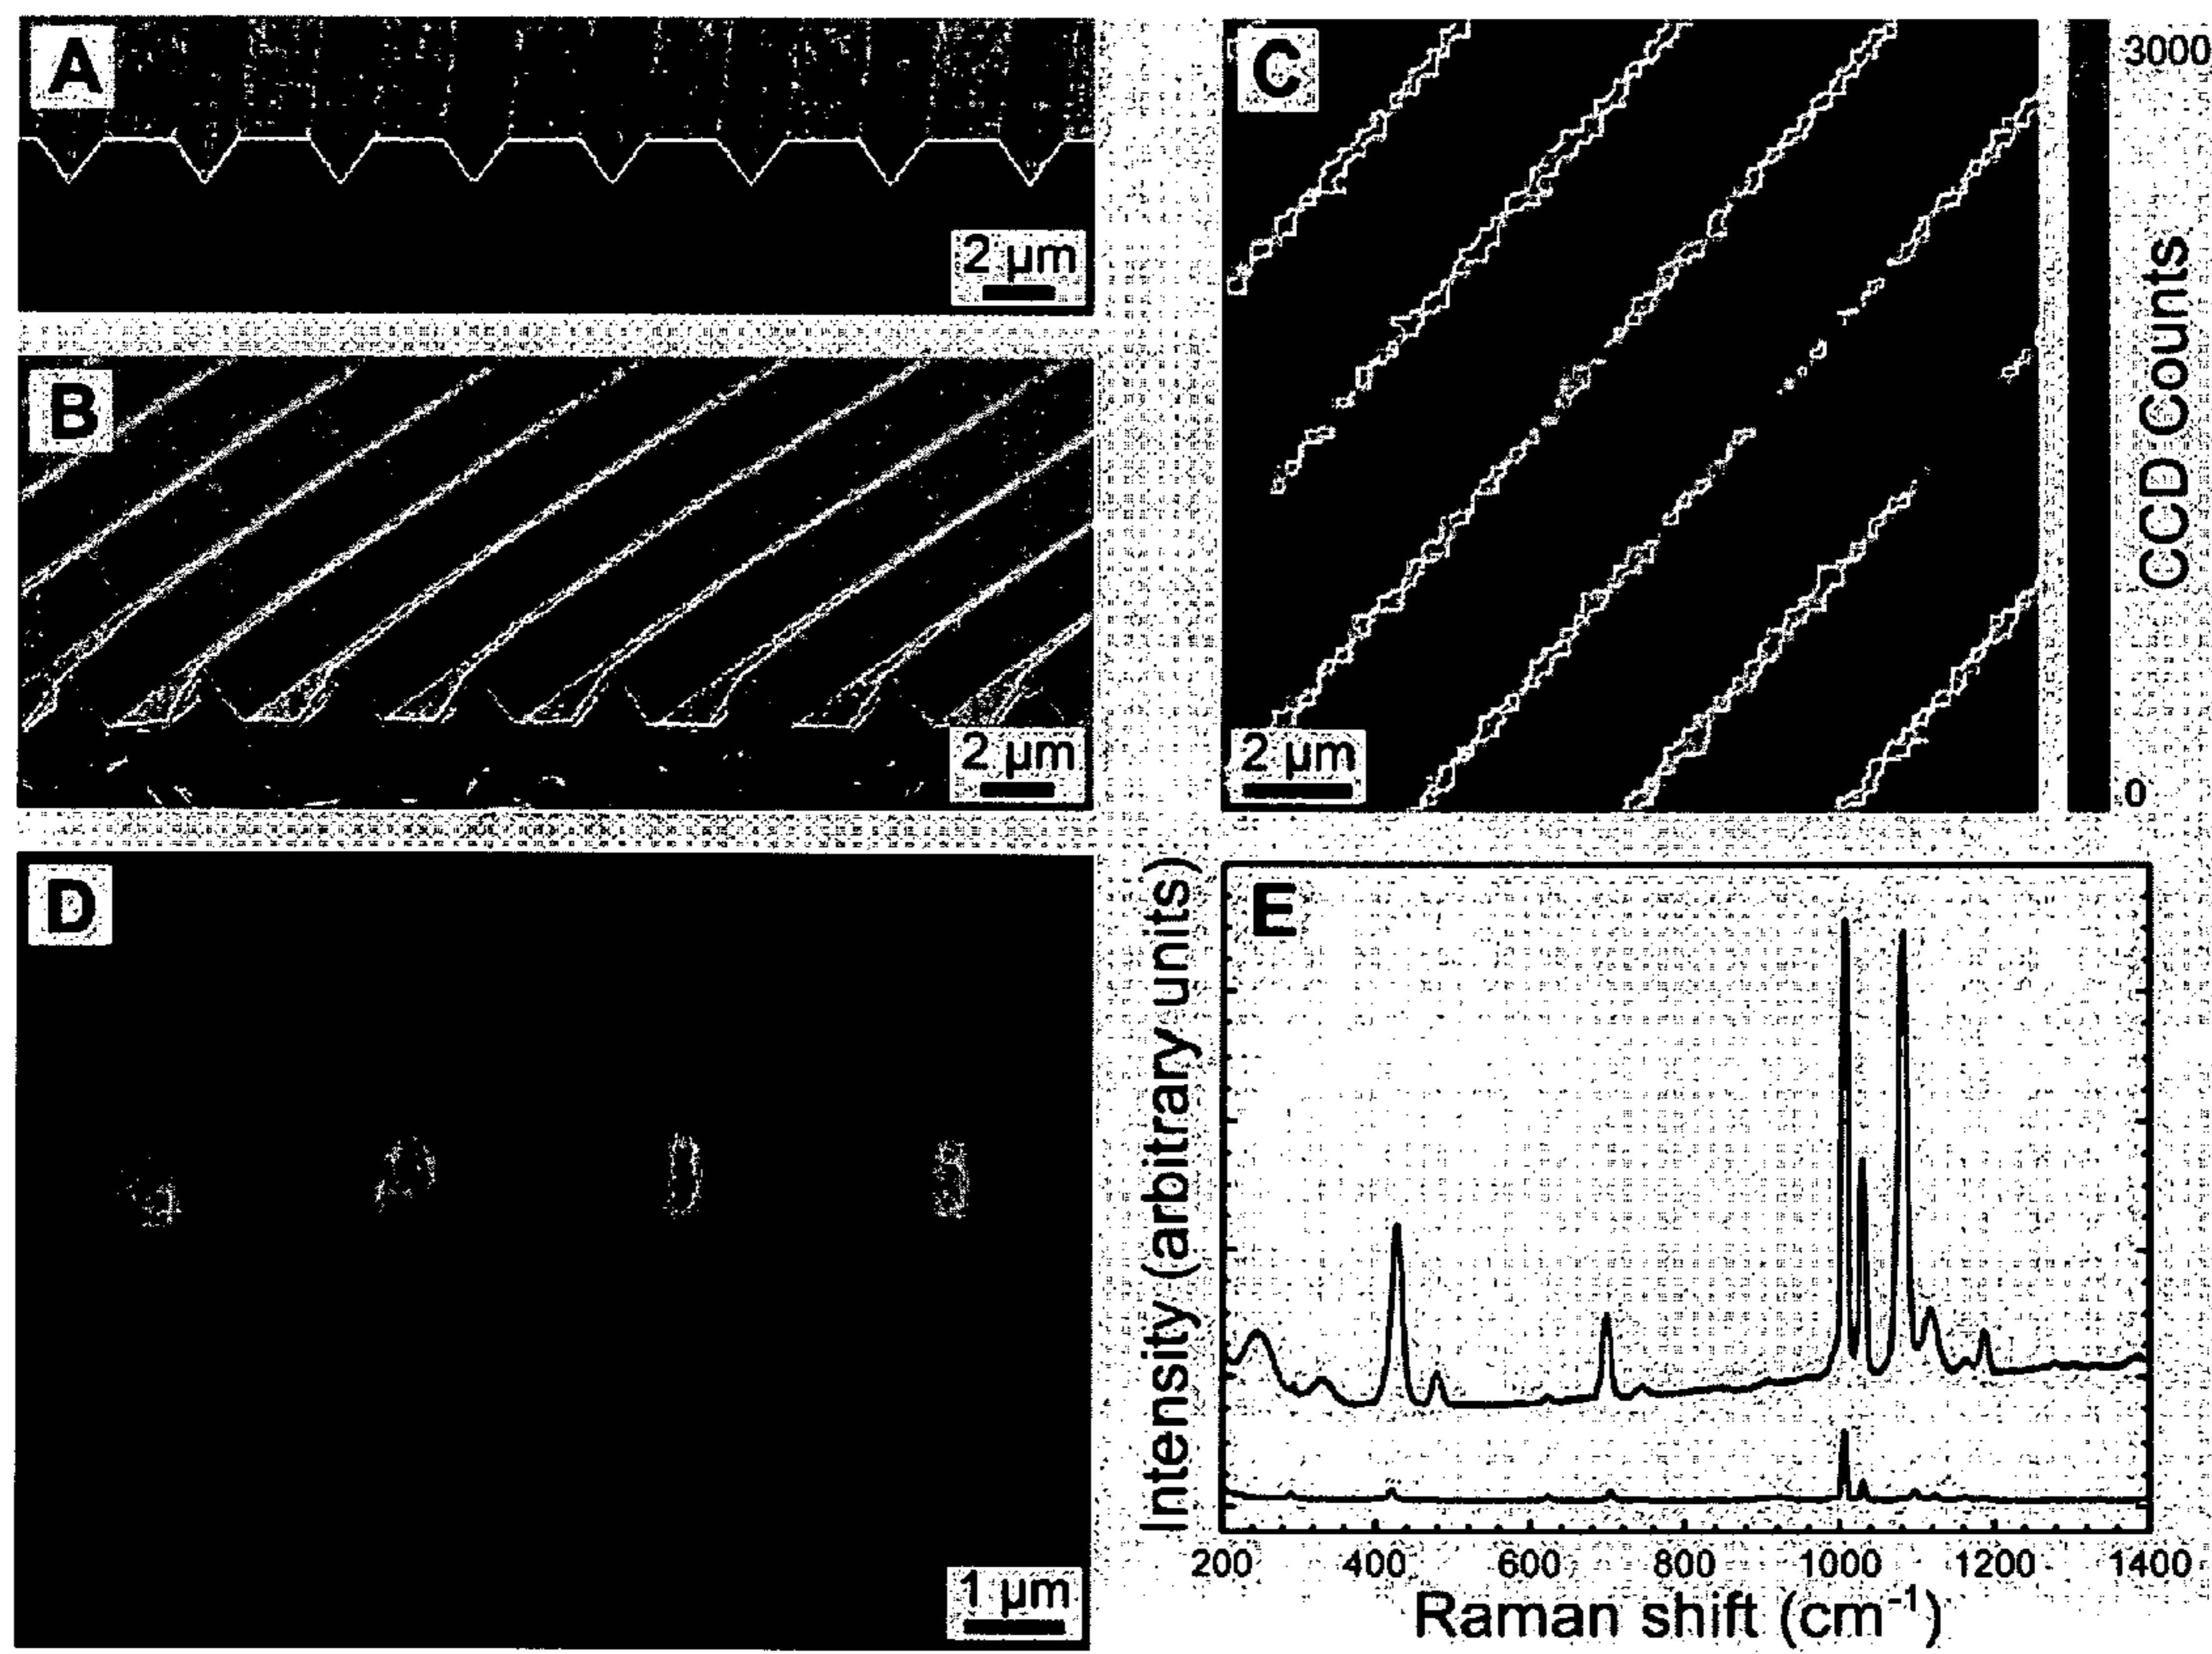 A
2 µm
B
2 µm
C
2 µm
3000
CCD Counts
0
D
1 µm
E
Intensity (arbitrary units)
200 400 600 800 1000 1200 1400
Raman shift (cm⁻¹)